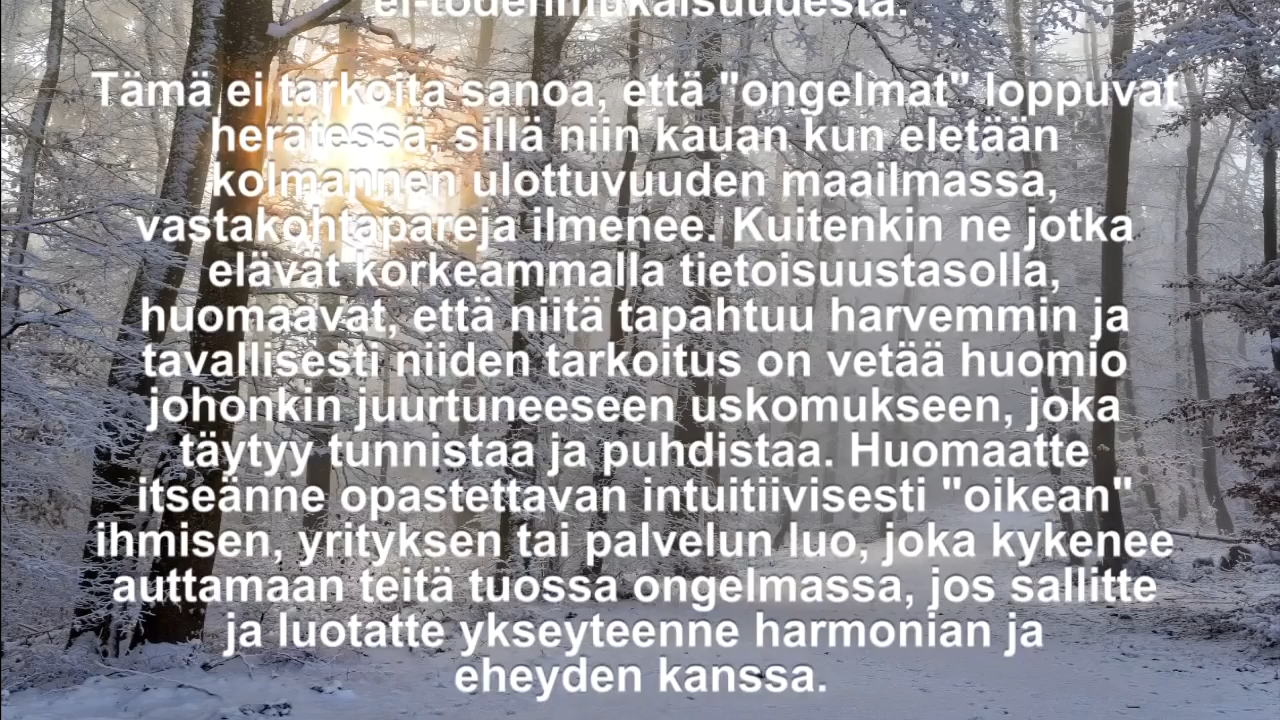 ei-todenmukaisuudesta.
Tämä ei tarkoita sanoa, että "ongelmat" loppuvat
herätessä, sillä niin kauan kun eletään
kolmannen ulottuvuuden maailmassa,
vastakohtapareja ilmenee. Kuitenkin ne jotka
elävät korkeammalla tietoisuustasolla,
huomaavat, että niitä tapahtuu harvemmin ja
tavallisesti niiden tarkoitus on vetää huomio
johonkin juurtuneeseen uskomukseen, joka
täytyy tunnistaa ja puhdistaa. Huomaatte
itseänne opastettavan intuitiivisesti "oikean"
ihmisen, yrityksen tai palvelun luo, joka kykenee
auttamaan teitä tuossa ongelmassa, jos sallitte
ja luotatte ykseyteenne harmonian ja
eheyden kanssa.